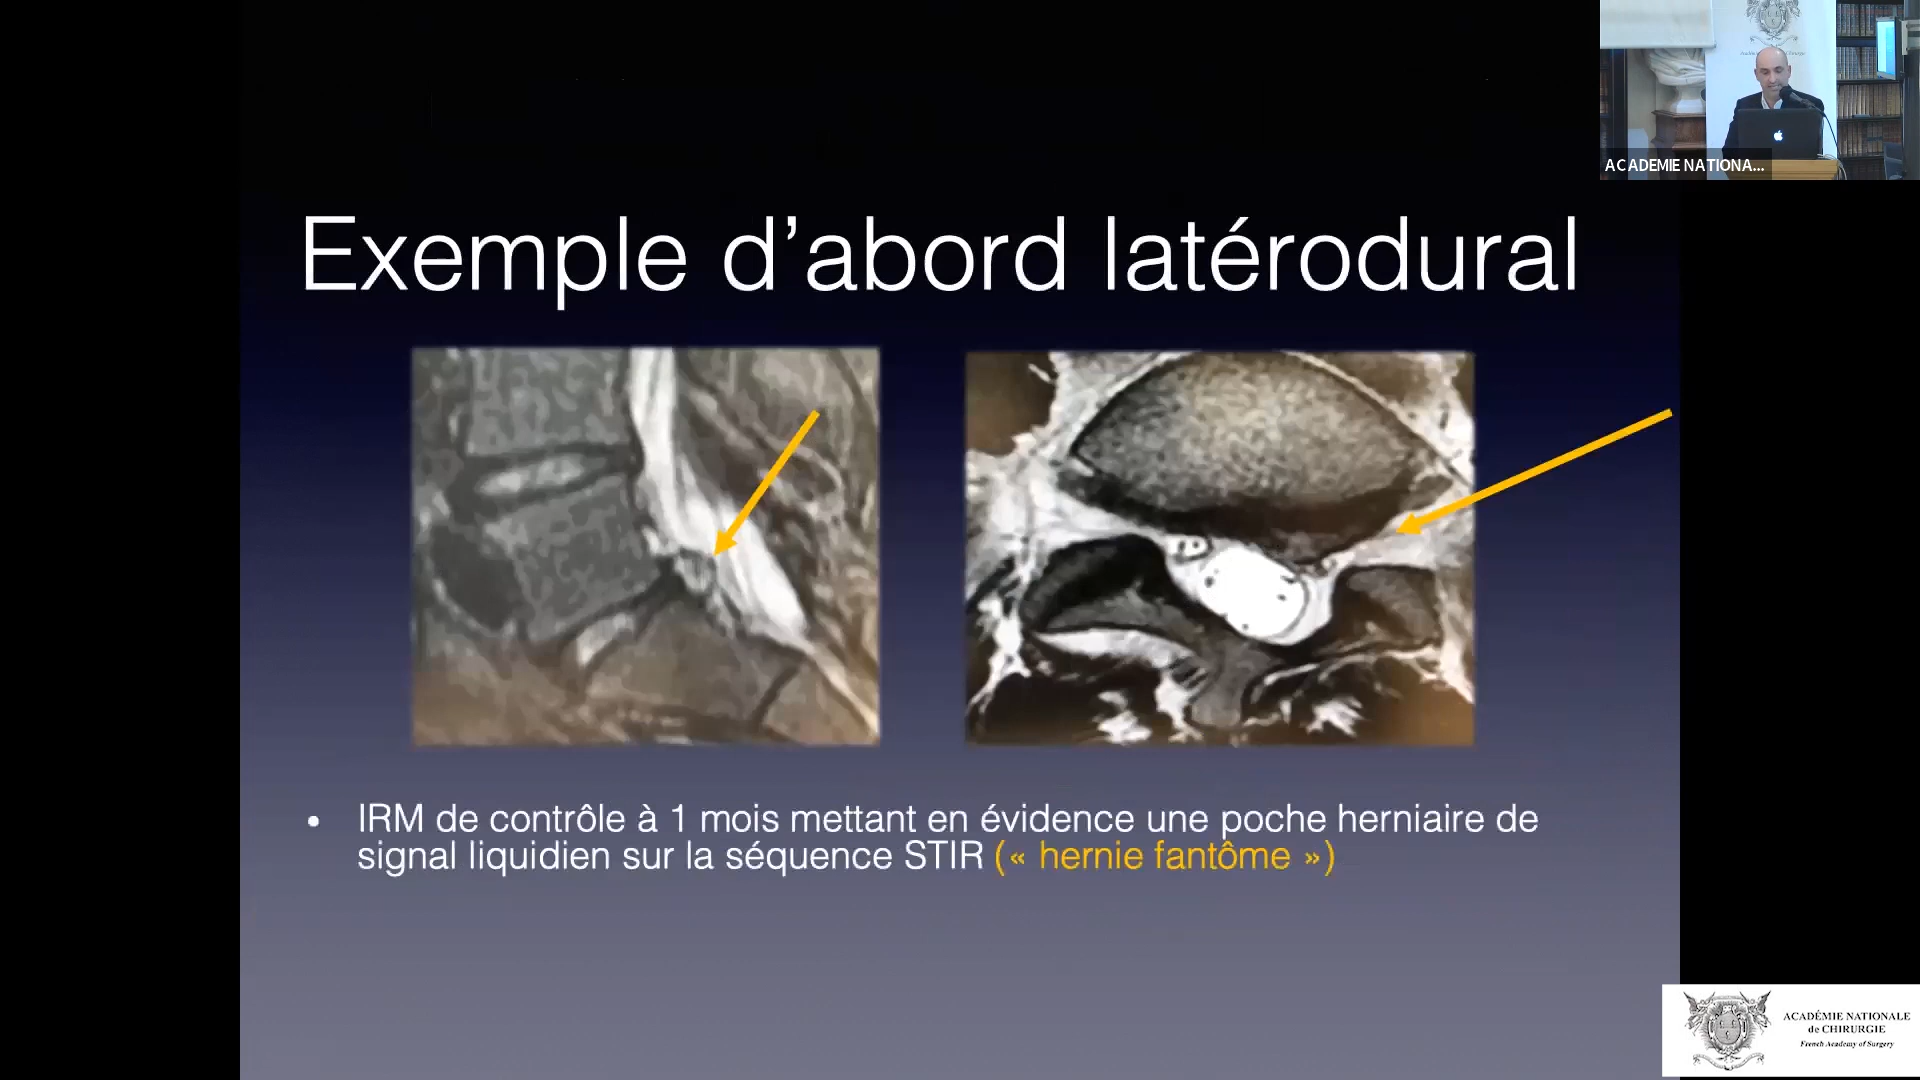 ACADEMIE NATIONA...
Exemple d’abord latérodural
• IRM de contrôle à 1 mois mettant en évidence une poche herniaire de
signal liquidien sur la séquence STIR (« hernie fantôme »)
ACADÉMIE NATIONALE
de CHIRURGIE
French Academy of Surgery